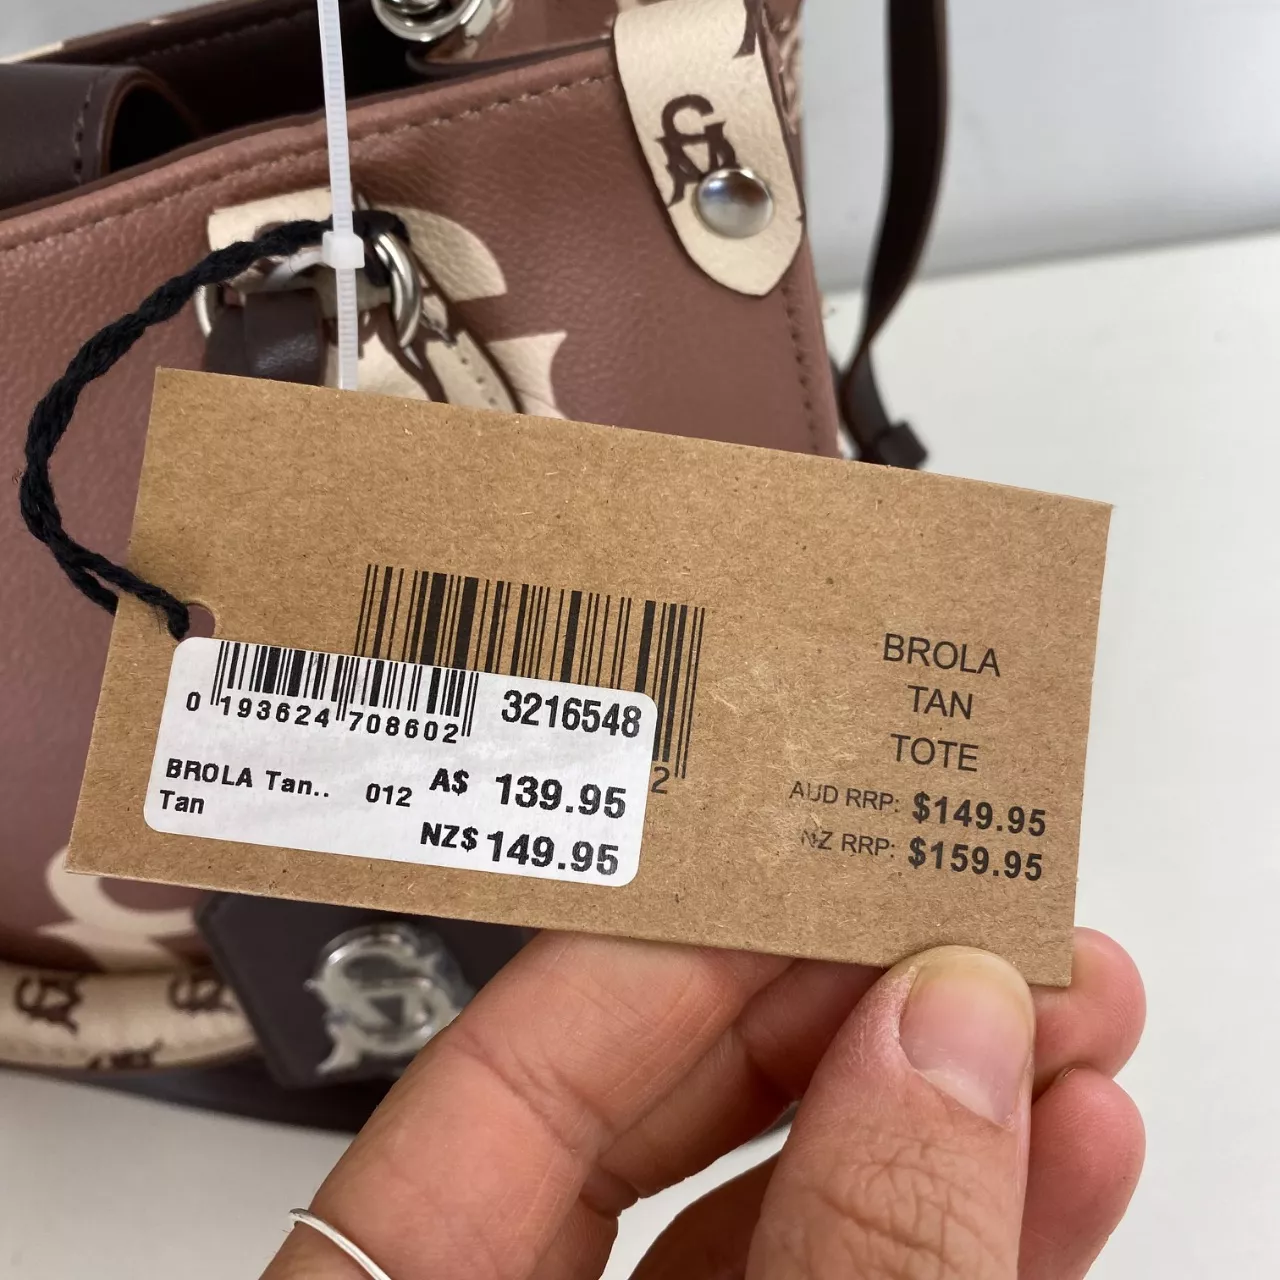 0 193624 708602
3216548
BROLA Tan.. 012 A$ 139.95
Tan
NZ$ 149.95
2
BROLA
TAN
TOTE
AUD RRP: $149.95
NZ RRP: $159.95